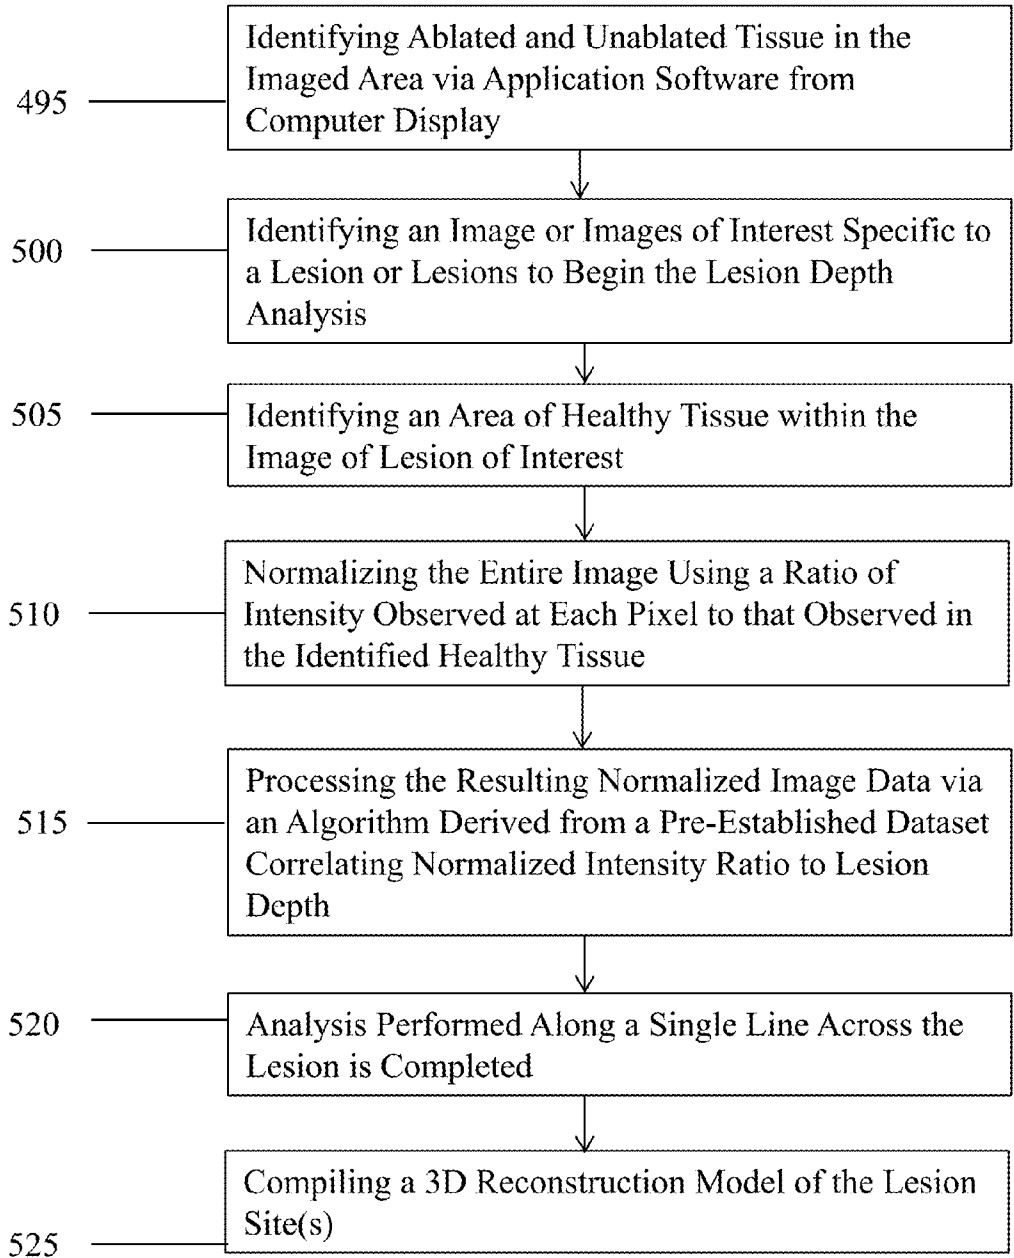 Identifying Ablated and Unablated Tissue in the
Imaged Area via Application Software from
495
Computer Display
Identifying an Image or Images of Interest Specific to
500
a Lesion or Lesions to Begin the Lesion Depth
Analysis
505
Identifying an Area of Healthy Tissue within the
Image of Lesion of Interest
Normalizing the Entire Image Using a Ratio of
510
Intensity Observed at Each Pixel to that Observed in
the Identified Healthy Tissue
Processing the Resulting Normalized Image Data via
515
an Algorithm Derived from a Pre-Established Dataset
Correlating Normalized Intensity Ratio to Lesion
Depth
520
Analysis Performed Along a Single Line Across the
Lesion is Completed
Compiling a 3D Reconstruction Model of the Lesion
Site(s)
525